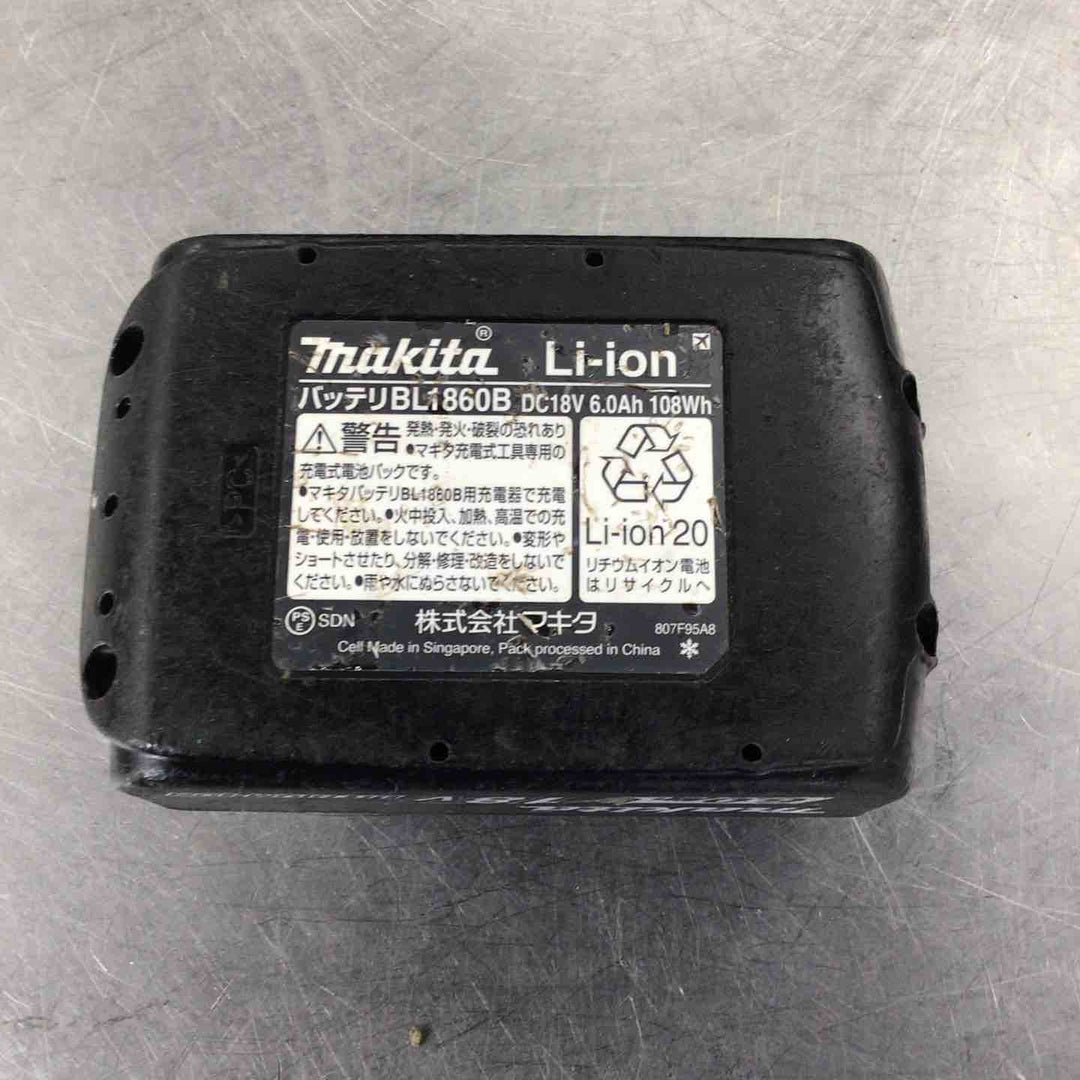 makita® Li-ion
バッテリBL1860B DC18V 6.0Ah 108Wh
警告 発熱・発火・破裂の恐れあり
●マキタ充電式工具専用の
充電式電池パックです。
●マキタバッテリBL1860B用充電器で充電
してください。●火中投入、加熱、高温での充
電・使用・放置をしないでください。●変形や
ショートさせたり、分解・修理・改造をしないで
ください。●雨や水にぬらさないでください。
Li-ion 20
リチウムイオン電池
はリサイクルへ
PSE SDN 株式会社マキタ 807F95A8
Cell Made in Singapore, Pack processed in China
>PC<